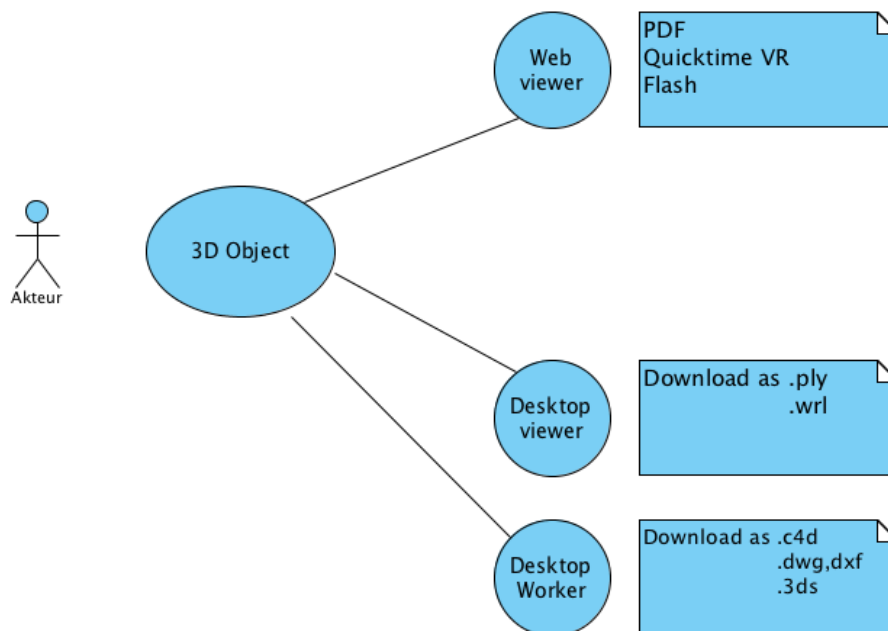 Web
viewer
PDF
Quicktime VR
Flash
3D Object
Akteur
Desktop
viewer
Download as .ply
.wrl
Desktop
Worker
Download as .c4d
.dwg,dxf
.3ds